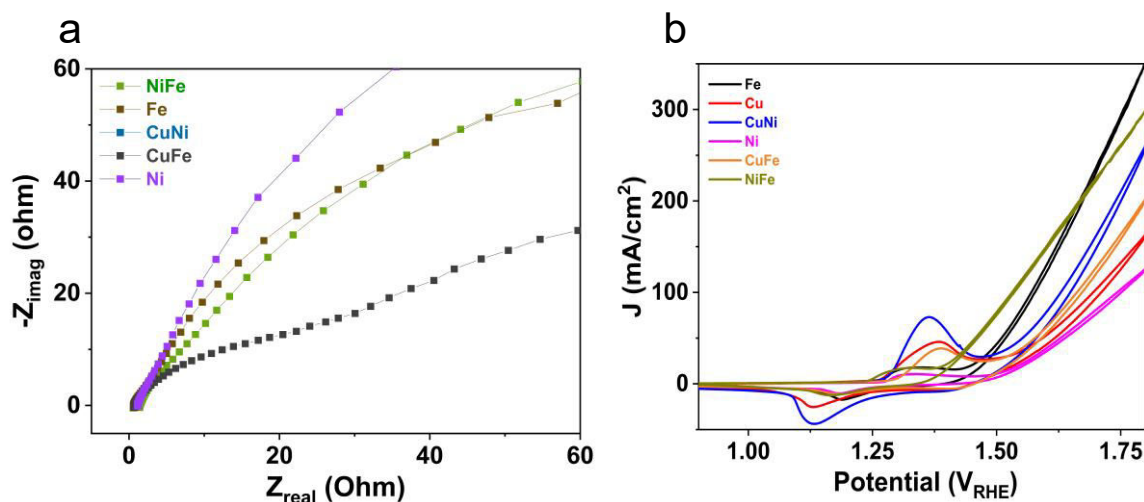 a
60
40
20
0
-Z_imag (ohm)
NiFe
Fe
CuNi
CuFe
Ni
0 20 40 60
Z_real (Ohm)
b
300
200
100
0
J (mA/cm²)
Fe
Cu
CuNi
Ni
CuFe
NiFe
1.00 1.25 1.50 1.75
Potential (V_RHE)